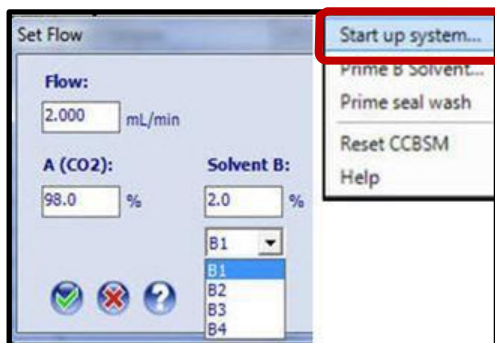 Set Flow
Flow:
2.000 mL/min
A (CO2):
98.0 %
Solvent B:
2.0 %
B1
B1
B2
B3
B4
?
Start up system...
Prime B Solvent...
Prime seal wash
Reset CCBSM
Help